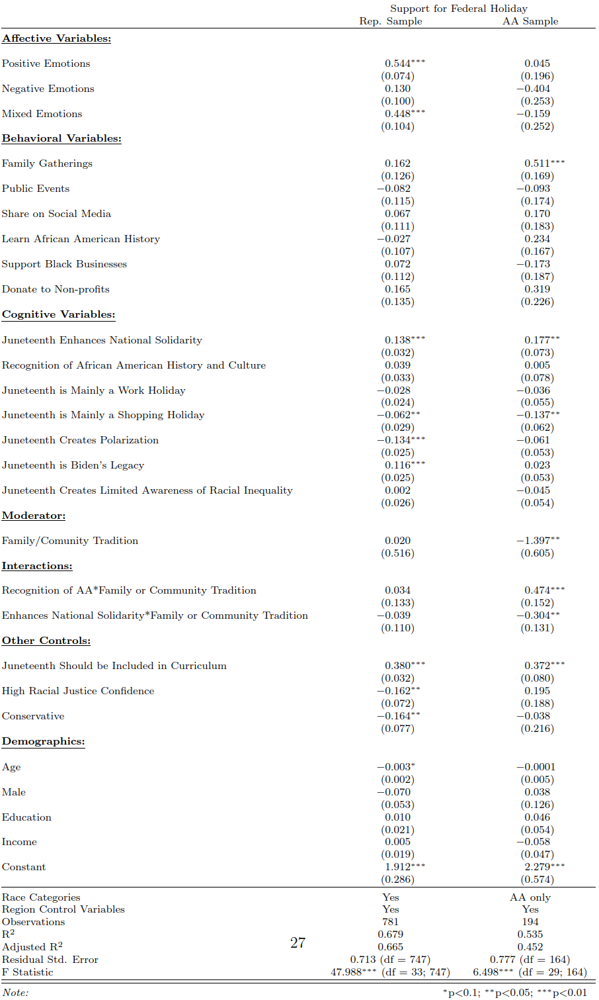 Support for Federal Holiday
Rep. Sample AA Sample
Affective Variables:
Positive Emotions 0.544*** 0.045
(0.074) (0.196)
Negative Emotions 0.130 −0.404
(0.100) (0.253)
Mixed Emotions 0.448*** −0.159
(0.104) (0.252)
Behavioral Variables:
Family Gatherings 0.162 0.511***
(0.126) (0.169)
Public Events −0.082 −0.093
(0.115) (0.174)
Share on Social Media 0.067 0.170
(0.111) (0.183)
Learn African American History −0.027 0.234
(0.107) (0.167)
Support Black Businesses 0.072 −0.173
(0.112) (0.187)
Donate to Non-profits 0.165 0.319
(0.135) (0.226)
Cognitive Variables:
Juneteenth Enhances National Solidarity 0.138*** 0.177**
(0.032) (0.073)
Recognition of African American History and Culture 0.039 0.005
(0.033) (0.078)
Juneteenth is Mainly a Work Holiday −0.028 −0.036
(0.024) (0.055)
Juneteenth is Mainly a Shopping Holiday −0.062** −0.137**
(0.029) (0.062)
Juneteenth Creates Polarization −0.134*** −0.061
(0.025) (0.053)
Juneteenth is Biden's Legacy 0.116*** 0.023
(0.025) (0.053)
Juneteenth Creates Limited Awareness of Racial Inequality 0.002 −0.045
(0.026) (0.054)
Moderator:
Family/Comunity Tradition 0.020 −1.397**
(0.516) (0.605)
Interactions:
Recognition of AA*Family or Community Tradition 0.034 0.474***
(0.133) (0.152)
Enhances National Solidarity*Family or Community Tradition −0.039 −0.304**
(0.110) (0.131)
Other Controls:
Juneteenth Should be Included in Curriculum 0.380*** 0.372***
(0.032) (0.080)
High Racial Justice Confidence −0.162** 0.195
(0.072) (0.188)
Conservative −0.164** −0.038
(0.077) (0.216)
Demographics:
Age −0.003* −0.0001
(0.002) (0.005)
Male −0.070 0.038
(0.053) (0.126)
Education 0.010 0.046
(0.021) (0.054)
Income 0.005 −0.058
(0.019) (0.047)
Constant 1.912*** 2.279***
(0.286) (0.574)
Race Categories Yes AA only
Region Control Variables Yes Yes
Observations 781 194
R² 0.679 0.535
Adjusted R² 0.665 0.452
27
Residual Std. Error 0.713 (df = 747) 0.777 (df = 164)
F Statistic 47.988*** (df = 33; 747) 6.498*** (df = 29; 164)
Note: *p<0.1; **p<0.05; ***p<0.01